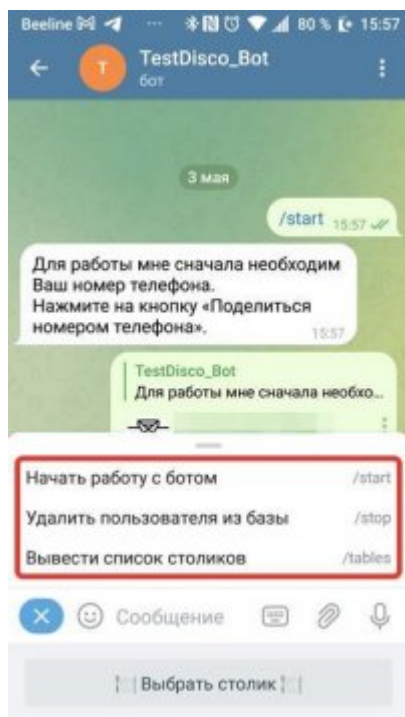 Beeline 80 % 15:57
TestDisco_Bot
Т
бот
3 мая
/start 15:57
Для работы мне сначала необходим
Ваш номер телефона.
Нажмите на кнопку «Поделиться
номером телефона». 15:57
TestDisco_Bot
Для работы мне сначала необхо...
Начать работу с ботом /start
Удалить пользователя из базы /stop
Вывести список столиков /tables
Сообщение
Выбрать столик